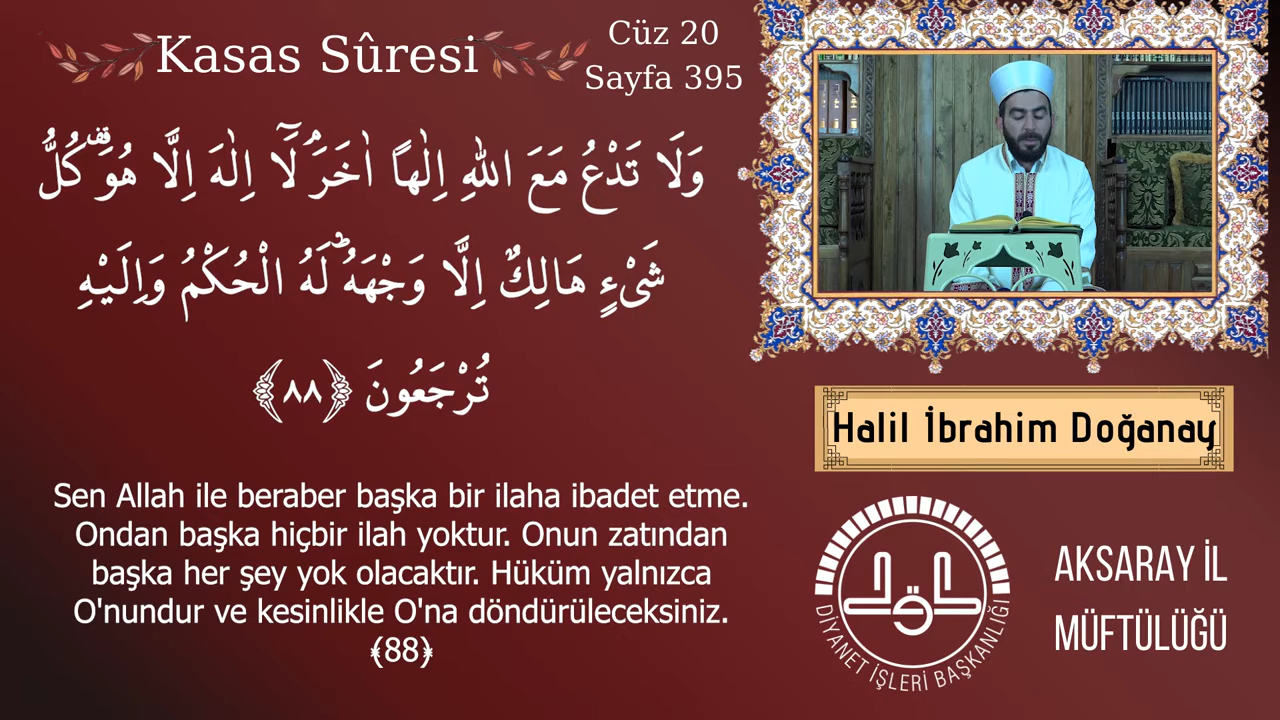 Kasas Sûresi
Cüz 20
Sayfa 395
وَلَا تَدْعُ مَعَ اللّٰهِ اِلٰهاً اٰخَرَۢ لَٓا اِلٰهَ اِلَّا هُوَ۠ كُلُّ
شَيْءٍ هَالِكٌ اِلَّا وَجْهَهُؕ لَهُ الْحُكْمُ وَاِلَيْهِ
تُرْجَعُونَ ﴿٨٨﴾
Sen Allah ile beraber başka bir ilaha ibadet etme.
Ondan başka hiçbir ilah yoktur. Onun zatından
başka her şey yok olacaktır. Hüküm yalnızca
O'nundur ve kesinlikle O'na döndürüleceksiniz.
﴾88﴿
Halil İbrahim Doğanay
DİYANET İŞLERİ BAŞKANLIĞI
AKSARAY İL
MÜFTÜLÜĞÜ